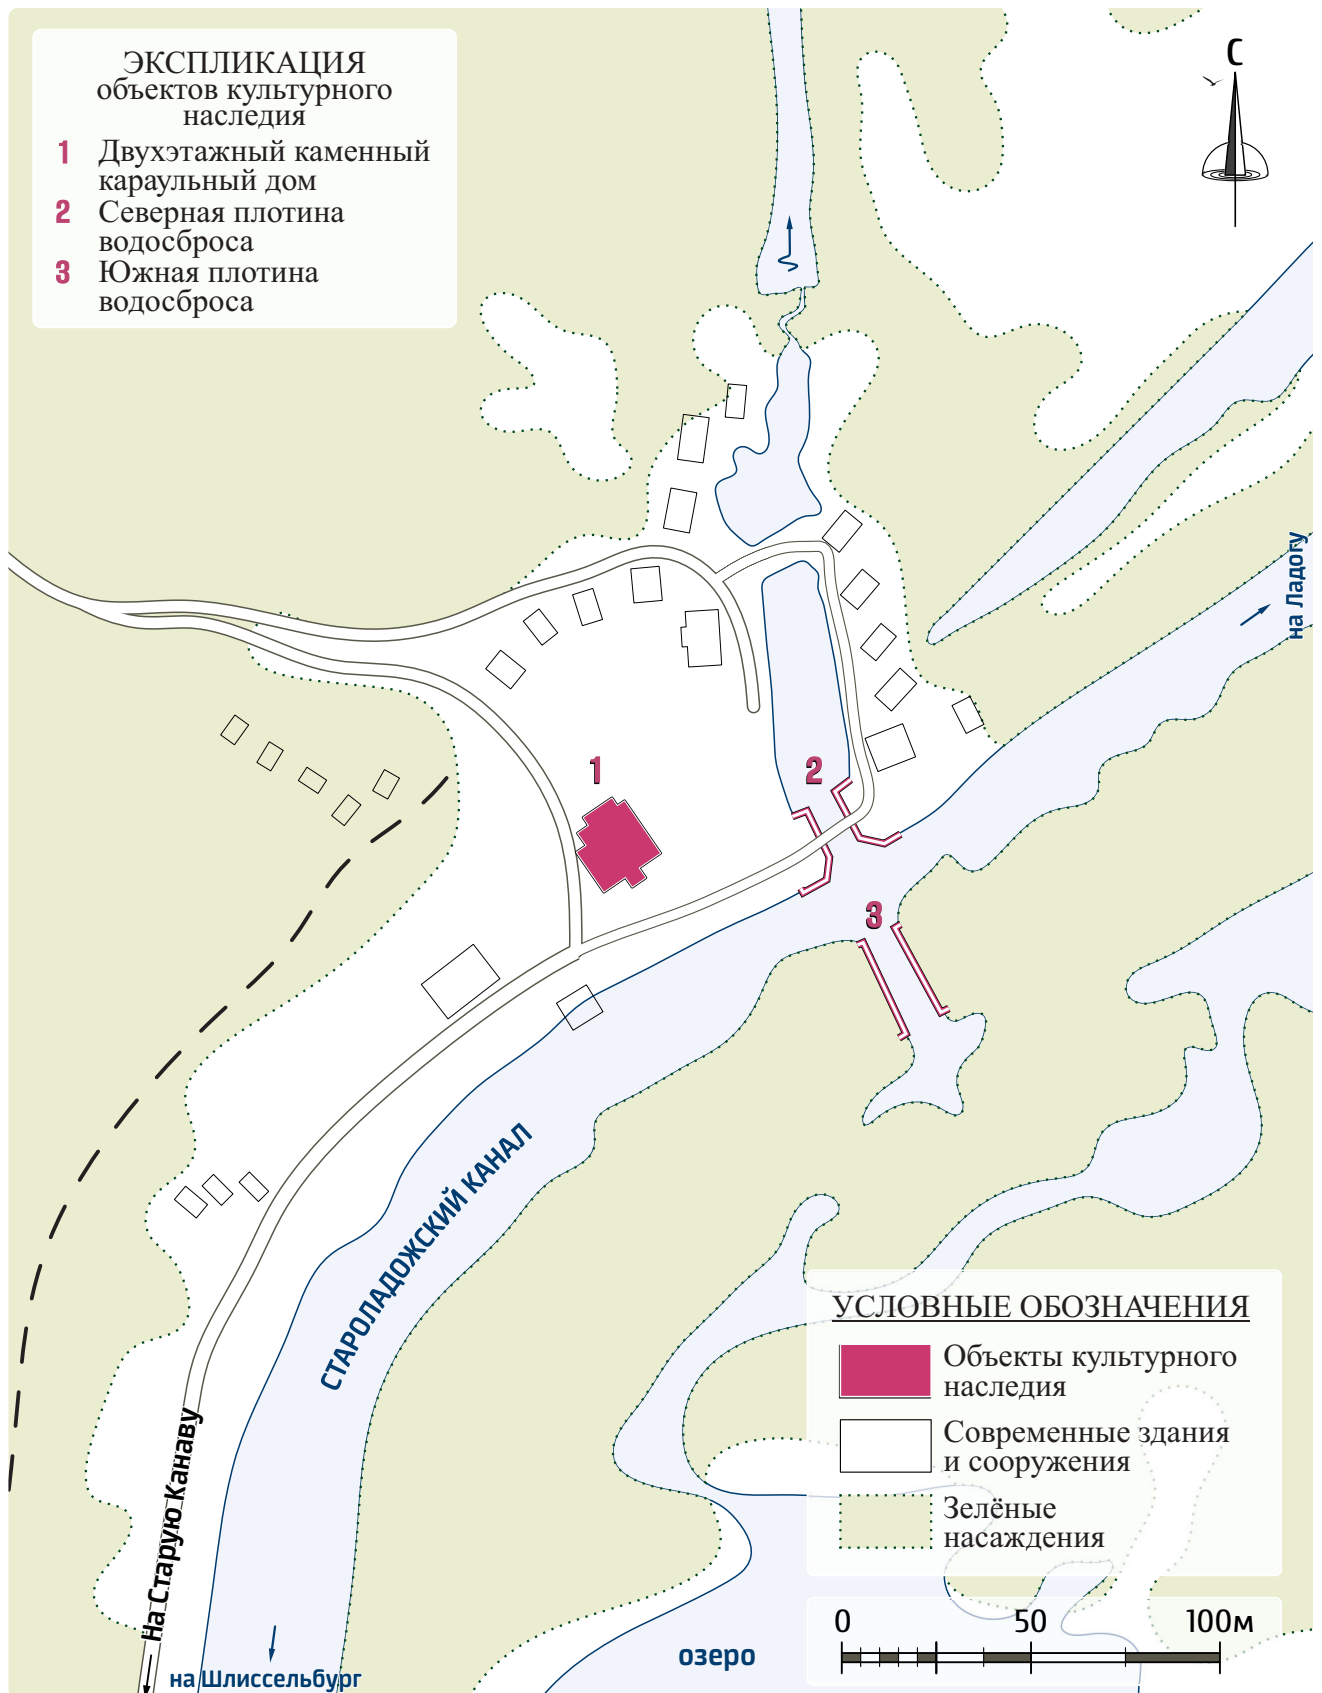 ЭКСПЛИКАЦИЯ
объектов культурного
наследия
1 Двухэтажный каменный
караульный дом
2 Северная плотина
водосброса
3 Южная плотина
водосброса
С
на Ладогу
1
2
3
СТАРОЛАДОЖСКИЙ КАНАЛ
УСЛОВНЫЕ ОБОЗНАЧЕНИЯ
Объекты культурного
наследия
Современные здания
и сооружения
Зелёные
насаждения
На Старую Канаву
на Шлиссельбург
озеро
0 50 100м